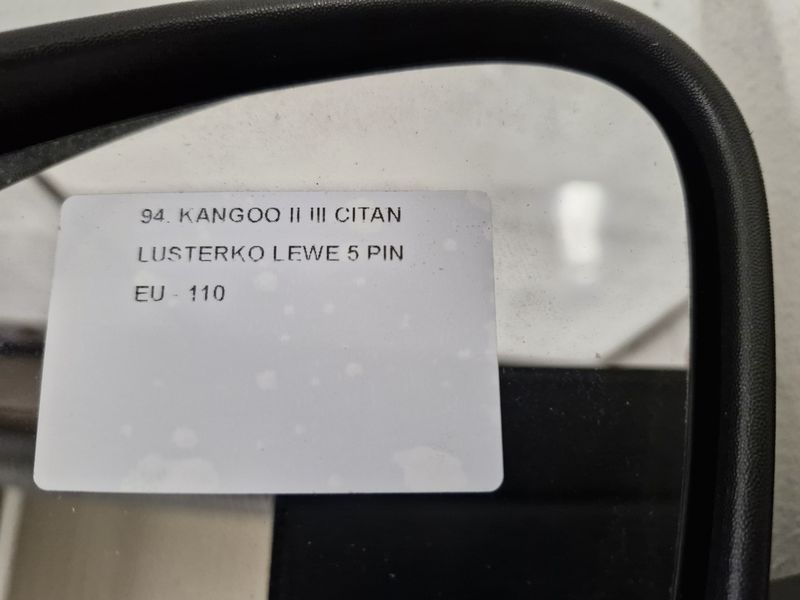 94. KANGOO II III CITAN
LUSTERKO LEWE 5 PIN
EU - 110